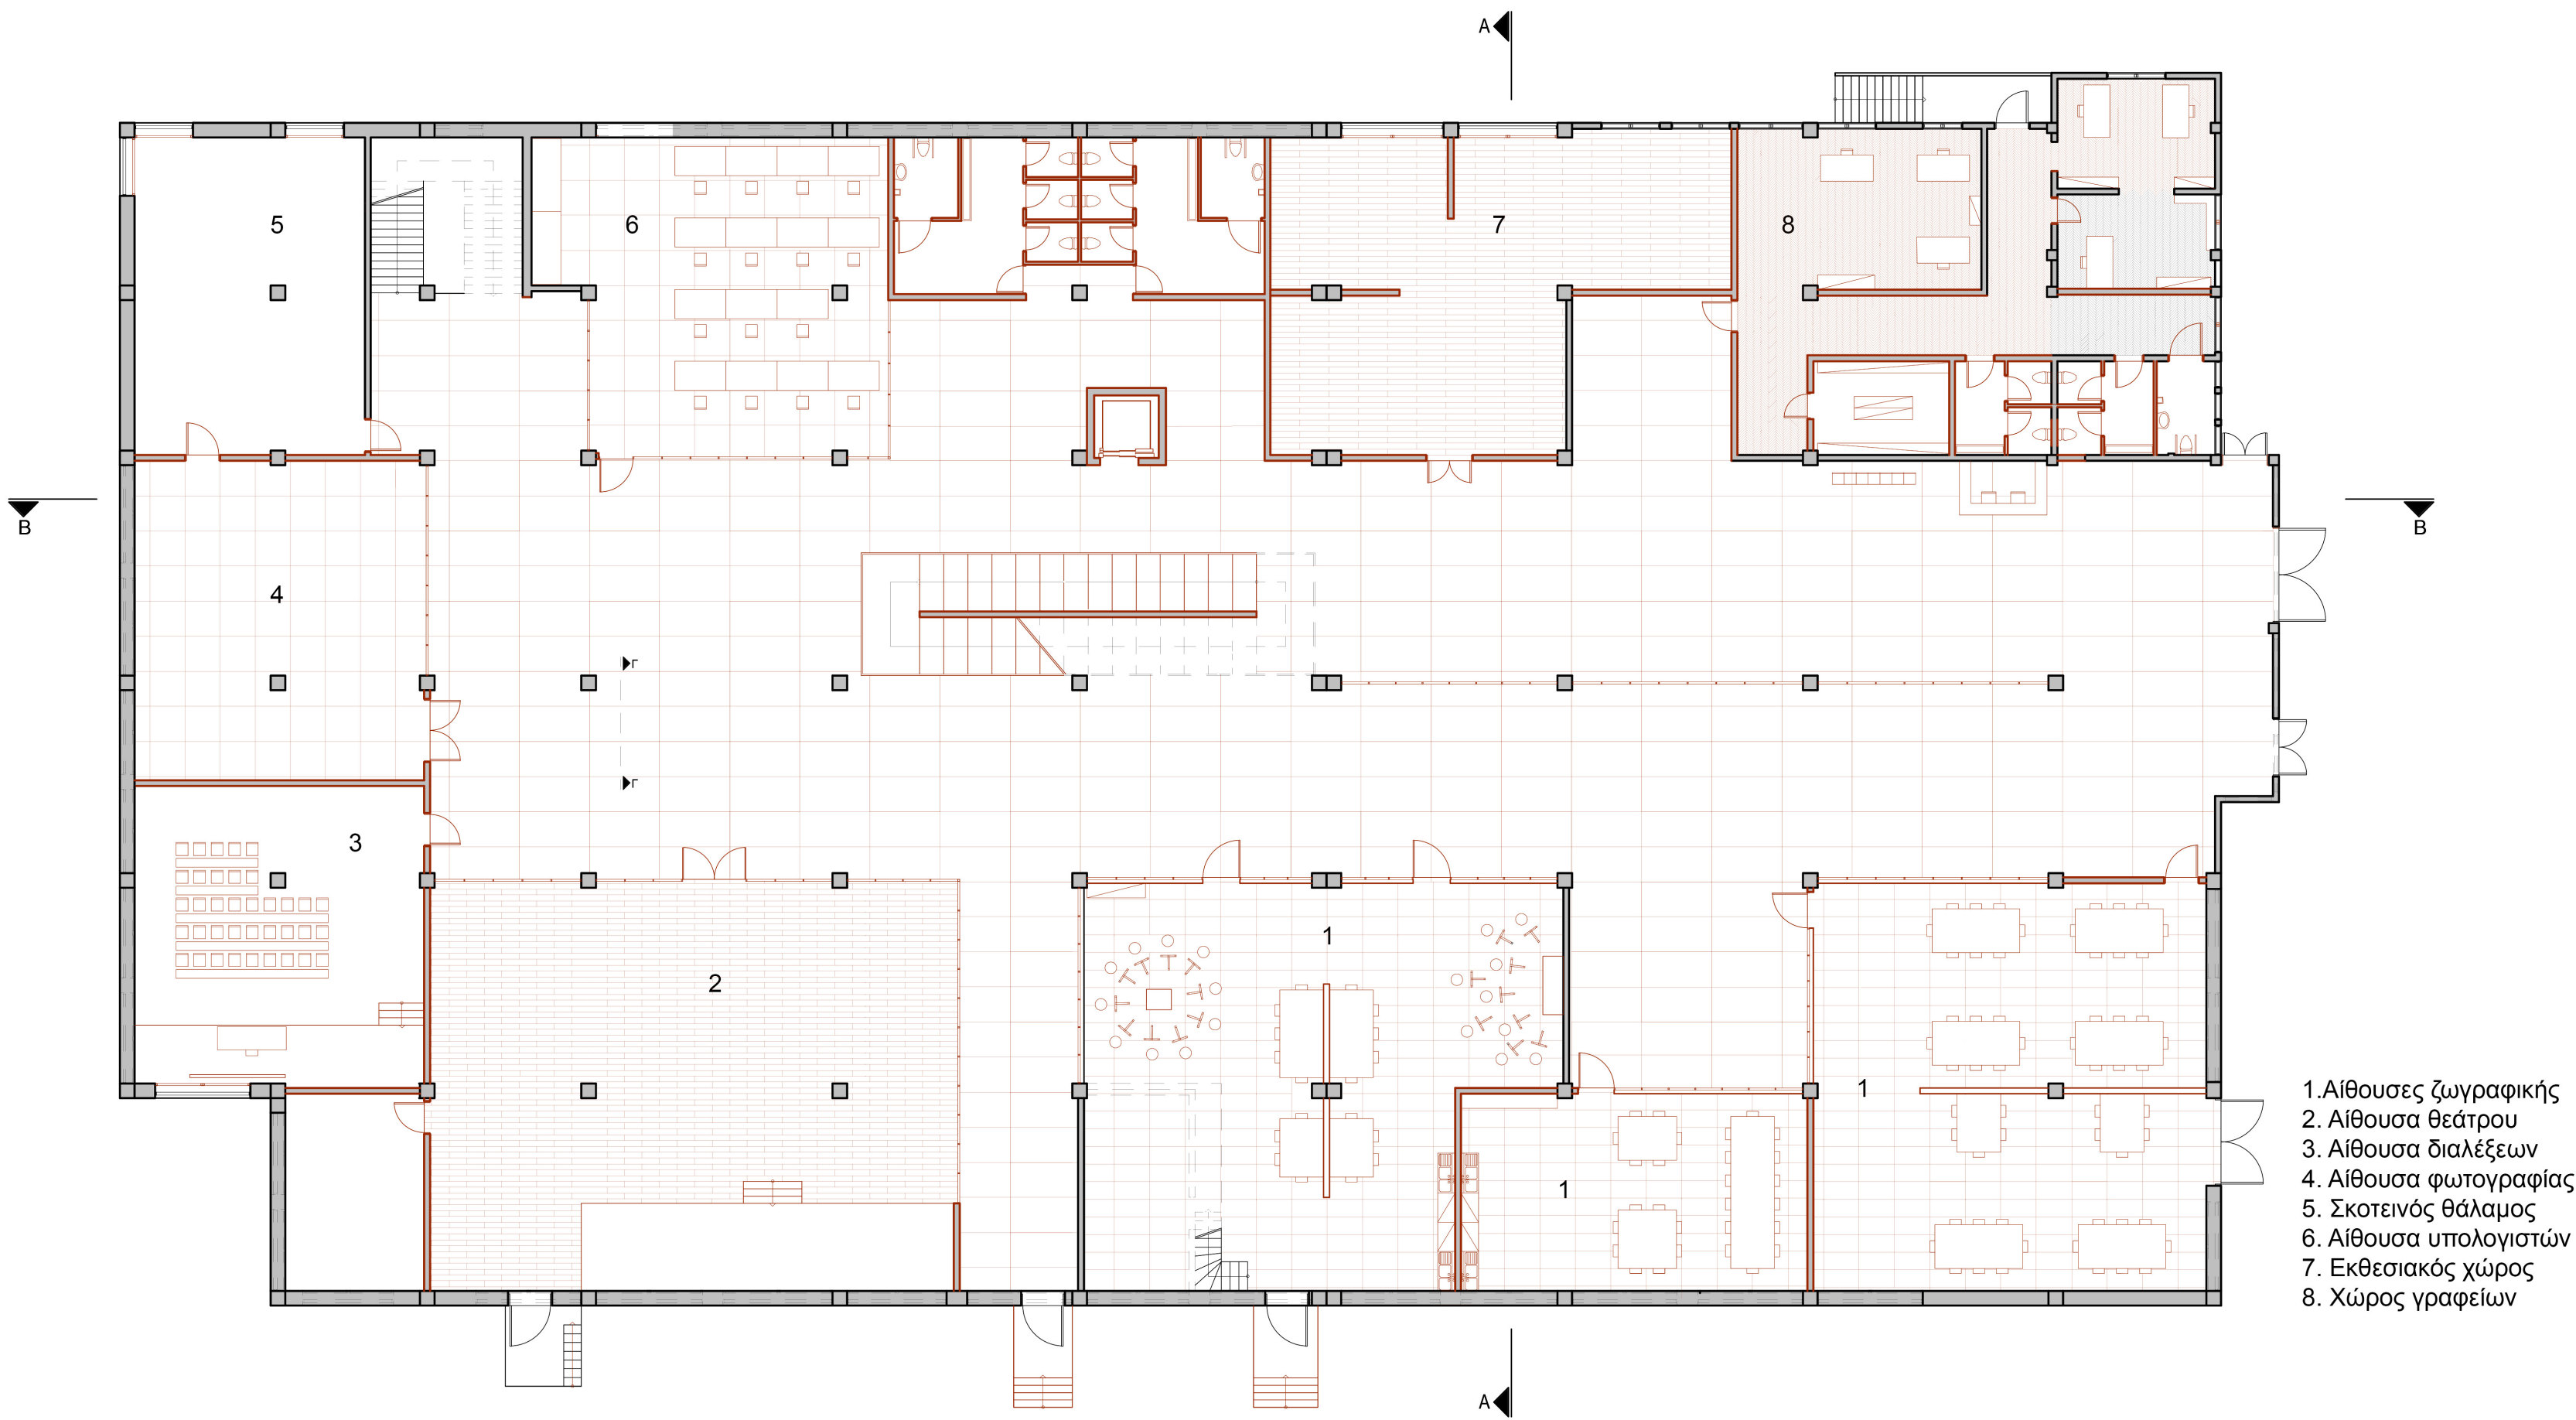 A
5
6
7
8
B
B
4
Γ
Γ
3
1
2
1
1
1.Αίθουσες ζωγραφικής
2. Αίθουσα θεάτρου
3. Αίθουσα διαλέξεων
4. Αίθουσα φωτογραφίας
5. Σκοτεινός θάλαμος
6. Αίθουσα υπολογιστών
7. Εκθεσιακός χώρος
8. Χώρος γραφείων
A